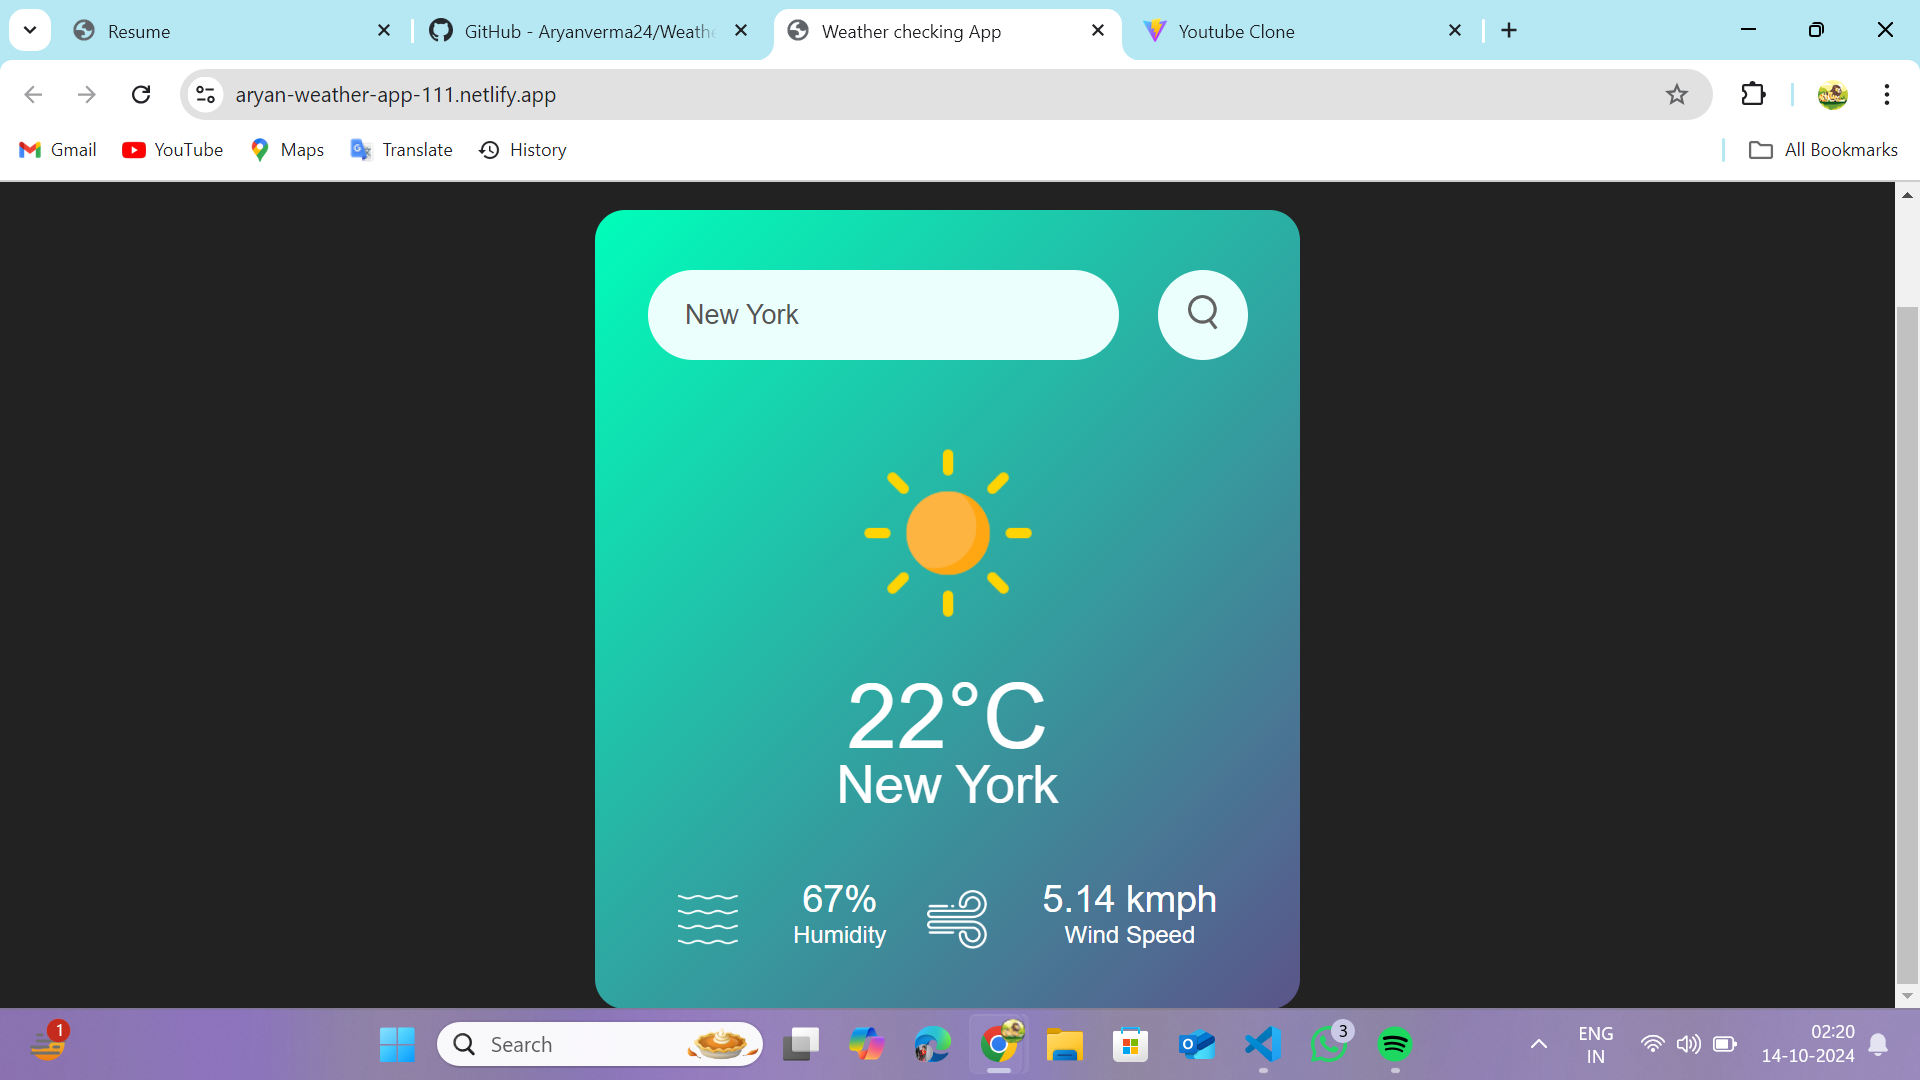 Resume
GitHub - Aryanverma24/Weathe
Weather checking App
Youtube Clone
aryan-weather-app-111.netlify.app
Gmail
YouTube
Maps
Translate
History
All Bookmarks
New York
22°C
New York
67%
Humidity
5.14 kmph
Wind Speed
1
Search
3
ENG
IN
02:20
14-10-2024